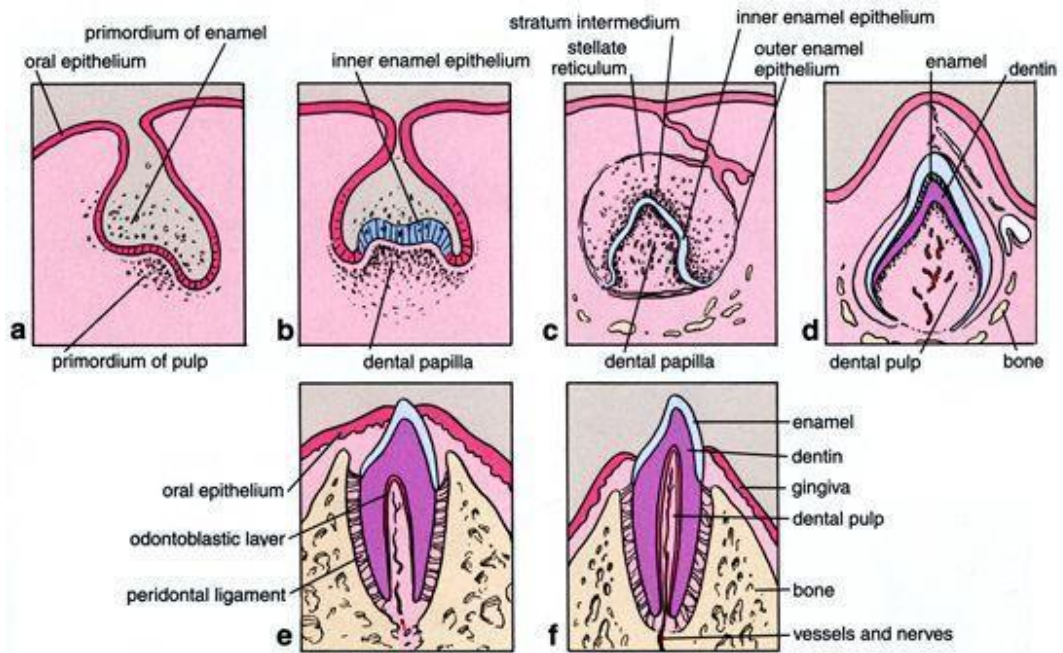 primordium of enamel
oral epithelium
inner enamel epithelium
stratum intermedium
stellate
reticulum
inner enamel epithelium
outer enamel
epithelium
enamel
dentin
a
b
c
d
primordium of pulp
dental papilla
dental papilla
dental pulp
bone
oral epithelium
odontoblastic layer
peridontal ligament
e
enamel
dentin
gingiva
dental pulp
bone
f
vessels and nerves